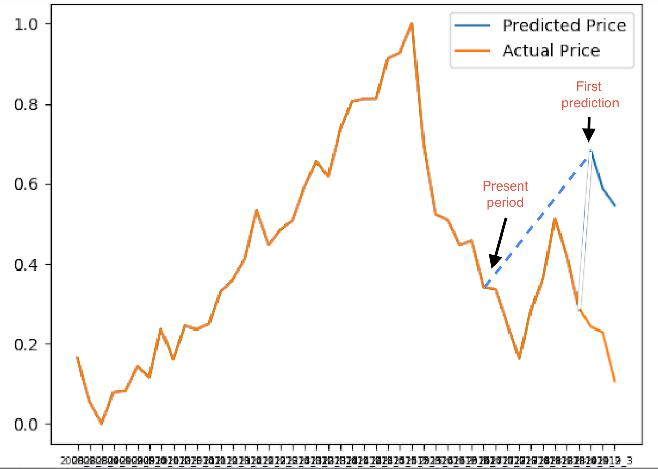 1.0
Predicted Price
Actual Price
First
prediction
0.8
0.6
Present
period
0.4
0.2
0.0